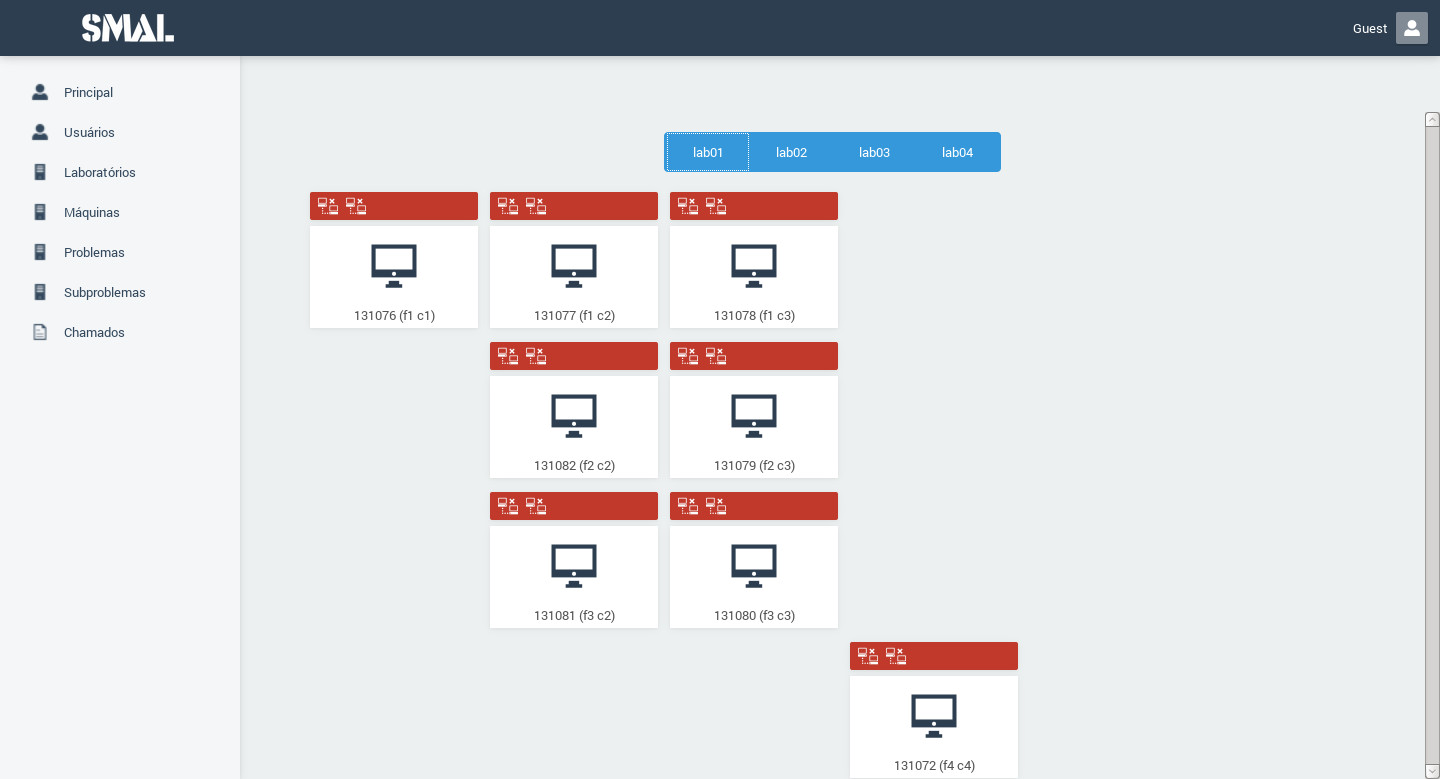 SMAL
Guest
Principal
Usuários
Laboratórios
Máquinas
Problemas
Subproblemas
Chamados
lab01 lab02 lab03 lab04
131076 (f1 c1) 131077 (f1 c2) 131078 (f1 c3)
131082 (f2 c2) 131079 (f2 c3)
131081 (f3 c2) 131080 (f3 c3)
131072 (f4 c4)